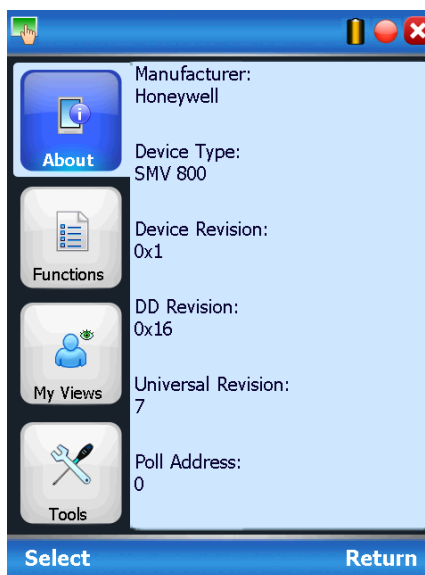 Manufacturer:
Honeywell
About
Device Type:
SMV 800
Device Revision:
0x1
Functions
DD Revision:
0x16
My Views
Universal Revision:
7
Poll Address:
0
Tools
Select
Return